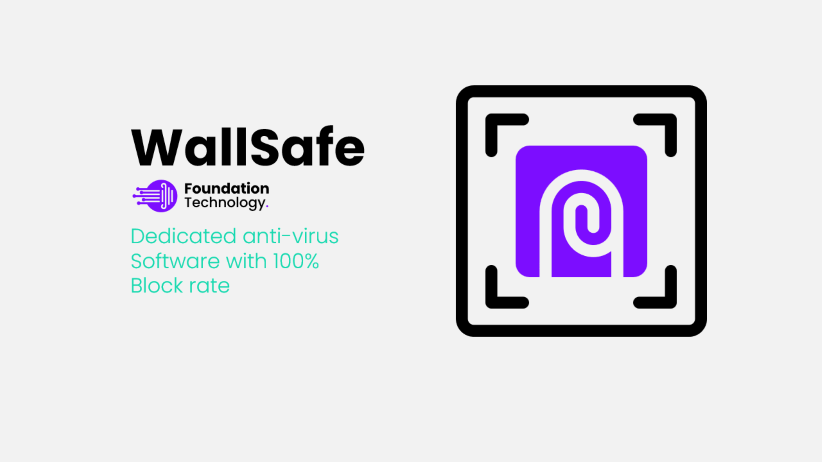 WallSafe
Foundation
Technology.
Dedicated anti-virus
Software with 100%
Block rate